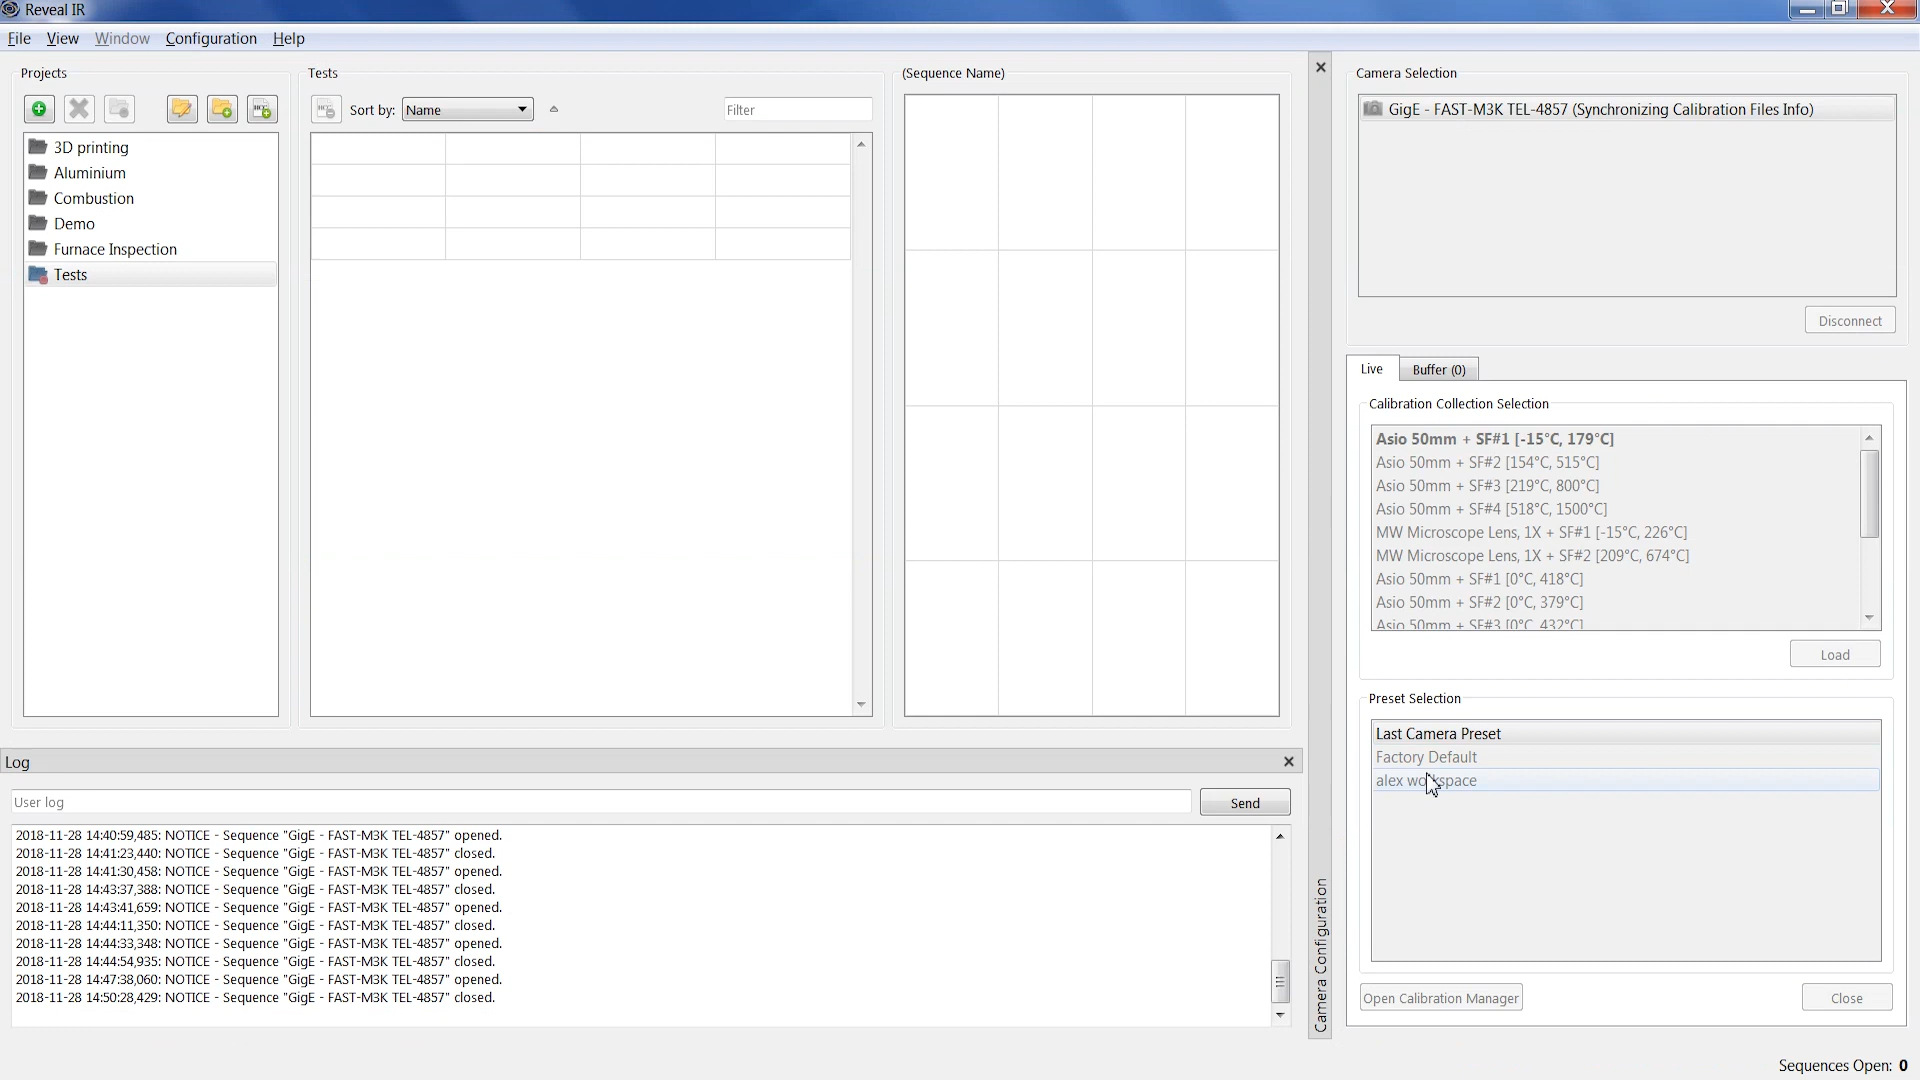 Reveal IR
File View Window Configuration Help
Projects
3D printing
Aluminium
Combustion
Demo
Furnace Inspection
Tests
Tests
Sort by: Name
Filter
(Sequence Name)
Log
User log
Send
2018-11-28 14:40:59,485: NOTICE - Sequence "GigE - FAST-M3K TEL-4857" opened.
2018-11-28 14:41:23,440: NOTICE - Sequence "GigE - FAST-M3K TEL-4857" closed.
2018-11-28 14:41:30,458: NOTICE - Sequence "GigE - FAST-M3K TEL-4857" opened.
2018-11-28 14:43:37,388: NOTICE - Sequence "GigE - FAST-M3K TEL-4857" closed.
2018-11-28 14:43:41,659: NOTICE - Sequence "GigE - FAST-M3K TEL-4857" opened.
2018-11-28 14:44:11,350: NOTICE - Sequence "GigE - FAST-M3K TEL-4857" closed.
2018-11-28 14:44:33,348: NOTICE - Sequence "GigE - FAST-M3K TEL-4857" opened.
2018-11-28 14:44:54,935: NOTICE - Sequence "GigE - FAST-M3K TEL-4857" closed.
2018-11-28 14:47:38,060: NOTICE - Sequence "GigE - FAST-M3K TEL-4857" opened.
2018-11-28 14:50:28,429: NOTICE - Sequence "GigE - FAST-M3K TEL-4857" closed.
Camera Configuration
Camera Selection
GigE - FAST-M3K TEL-4857 (Synchronizing Calibration Files Info)
Disconnect
Live
Buffer (0)
Calibration Collection Selection
Asio 50mm + SF#1 [-15°C, 179°C]
Asio 50mm + SF#2 [154°C, 515°C]
Asio 50mm + SF#3 [219°C, 800°C]
Asio 50mm + SF#4 [518°C, 1500°C]
MW Microscope Lens, 1X + SF#1 [-15°C, 226°C]
MW Microscope Lens, 1X + SF#2 [209°C, 674°C]
Asio 50mm + SF#1 [0°C, 418°C]
Asio 50mm + SF#2 [0°C, 379°C]
Asio 50mm + SF#3 [0°C, 432°C]
Load
Preset Selection
Last Camera Preset
Factory Default
alex workspace
Open Calibration Manager
Close
Sequences Open: 0